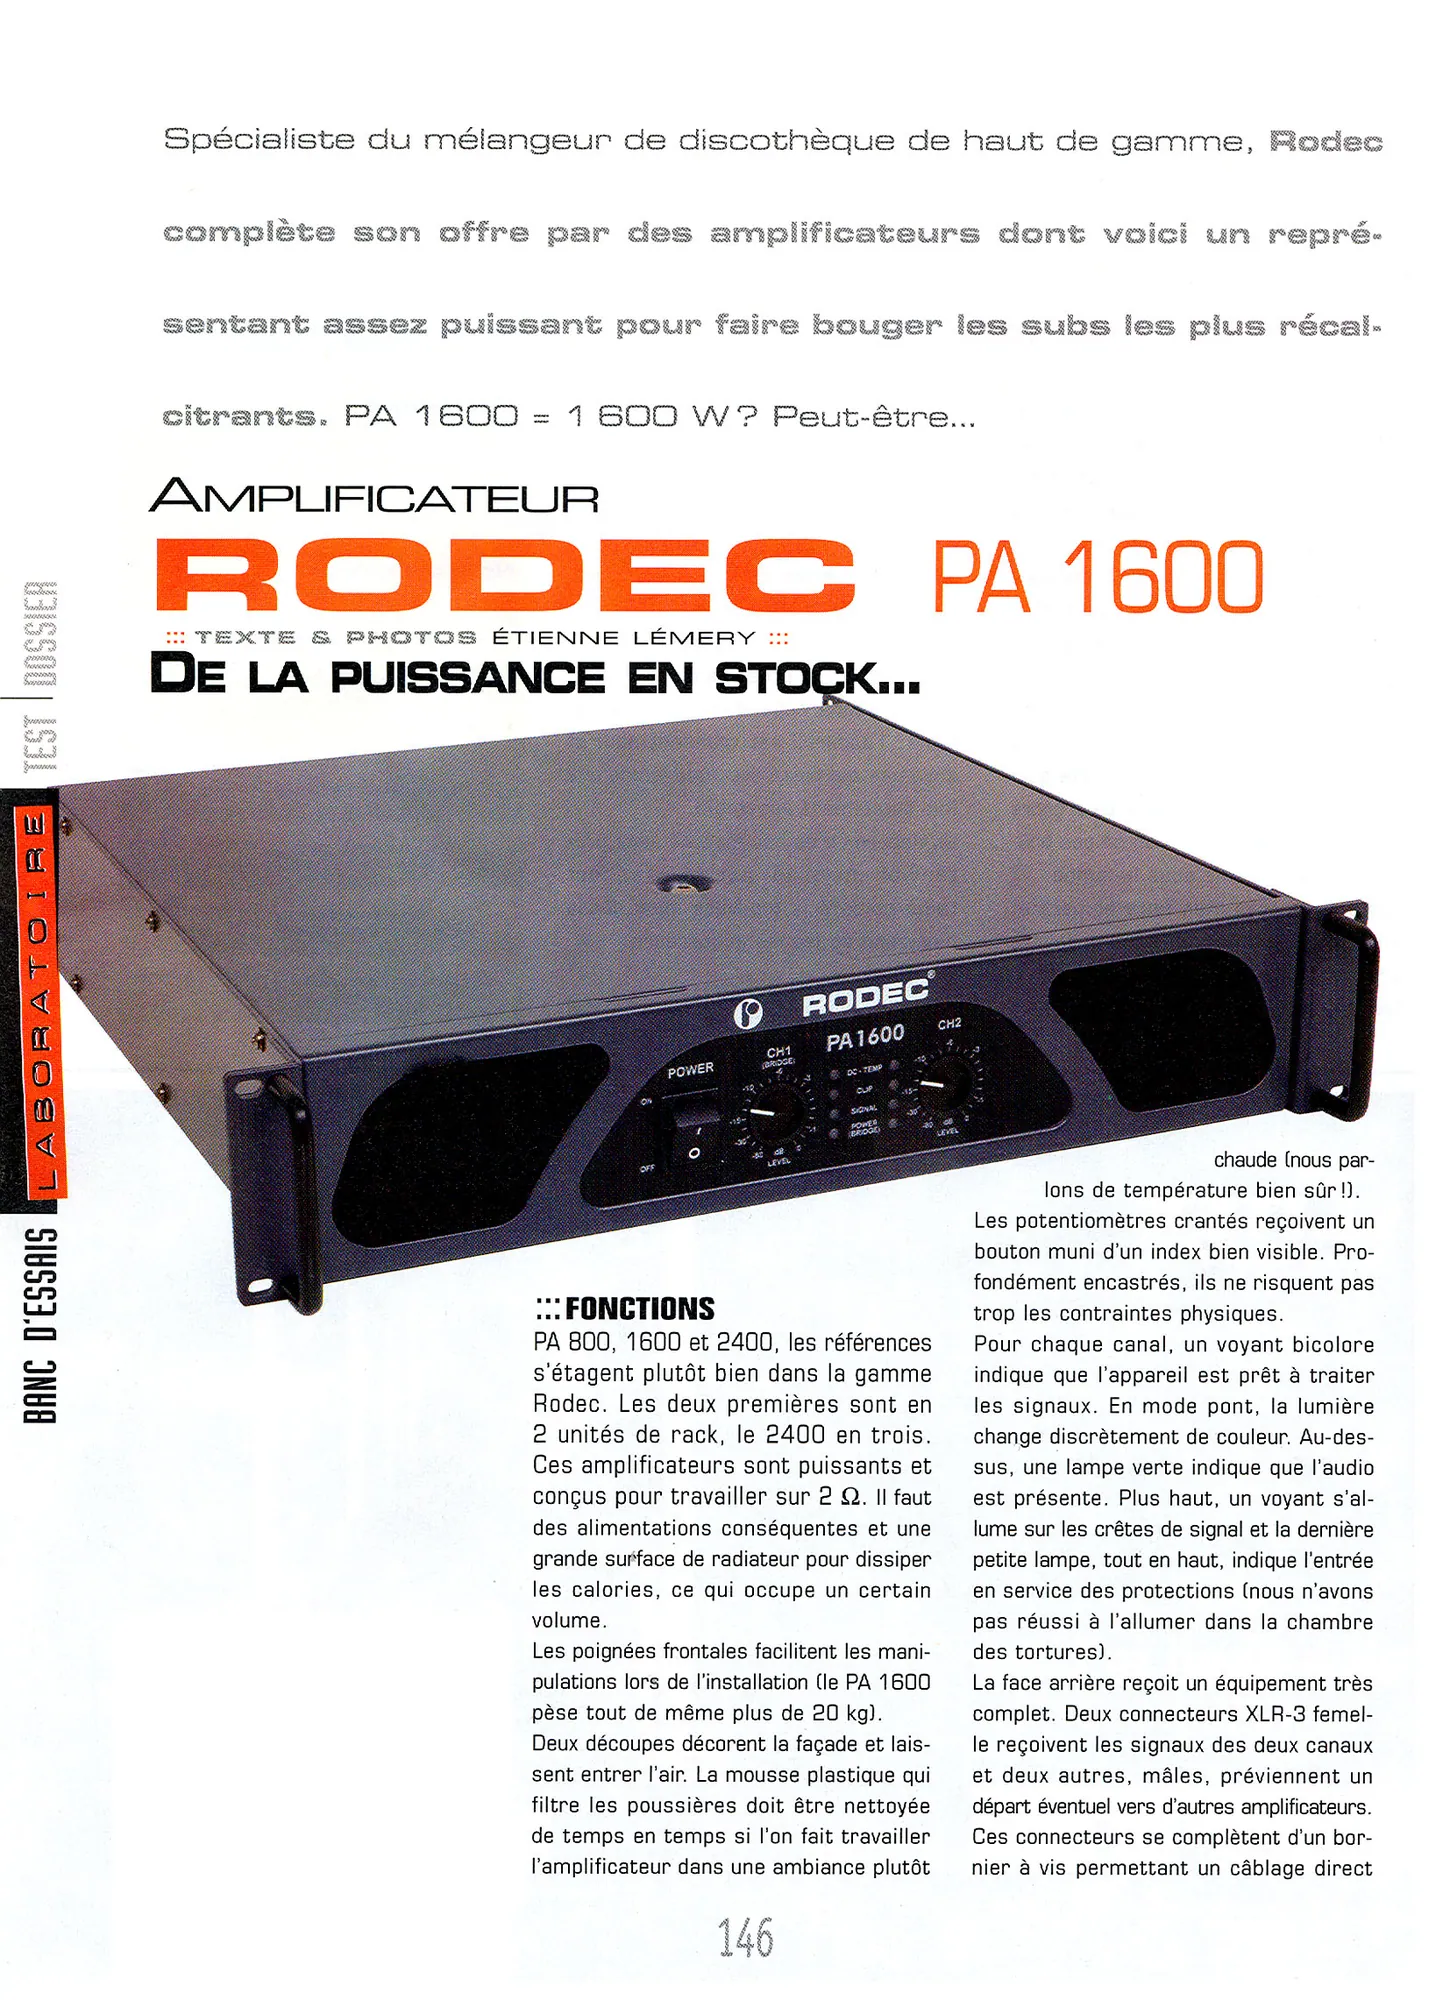 Spécialiste du mélangeur de discothèque de haut de gamme, Rodec
complète son offre par des amplificateurs dont voici un repré-
sentant assez puissant pour faire bouger les subs les plus récal-
citrants. PA 1600 = 1 600 W ? Peut-être...
AMPLIFICATEUR
RODEC PA 1600
::: TEXTE & PHOTOS ÉTIENNE LÉMERY :::
DE LA PUISSANCE EN STOCK...
BANC D'ESSAIS
LABORATOIRE
TEST | DOSSIER
RODEC®
PA1600
POWER
ON
OFF
CH1
(BRIDGE)
CH2
DC - TEMP
CLIP
SIGNAL
POWER
(BRIDGE)
dB
LEVEL
dB
LEVEL
::: FONCTIONS
PA 800, 1600 et 2400, les références
s'étagent plutôt bien dans la gamme
Rodec. Les deux premières sont en
2 unités de rack, le 2400 en trois.
Ces amplificateurs sont puissants et
conçus pour travailler sur 2 Ω. Il faut
des alimentations conséquentes et une
grande surface de radiateur pour dissiper
les calories, ce qui occupe un certain
volume.
Les poignées frontales facilitent les mani-
pulations lors de l'installation (le PA 1600
pèse tout de même plus de 20 kg).
Deux découpes décorent la façade et lais-
sent entrer l'air. La mousse plastique qui
filtre les poussières doit être nettoyée
de temps en temps si l'on fait travailler
l'amplificateur dans une ambiance plutôt
chaude (nous par-
lons de température bien sûr !).
Les potentiomètres crantés reçoivent un
bouton muni d'un index bien visible. Pro-
fondément encastrés, ils ne risquent pas
trop les contraintes physiques.
Pour chaque canal, un voyant bicolore
indique que l'appareil est prêt à traiter
les signaux. En mode pont, la lumière
change discrètement de couleur. Au-des-
sus, une lampe verte indique que l'audio
est présente. Plus haut, un voyant s'al-
lume sur les crêtes de signal et la dernière
petite lampe, tout en haut, indique l'entrée
en service des protections (nous n'avons
pas réussi à l'allumer dans la chambre
des tortures).
La face arrière reçoit un équipement très
complet. Deux connecteurs XLR-3 femel-
le reçoivent les signaux des deux canaux
et deux autres, mâles, préviennent un
départ éventuel vers d'autres amplificateurs.
Ces connecteurs se complètent d'un bor-
nier à vis permettant un câblage direct
146